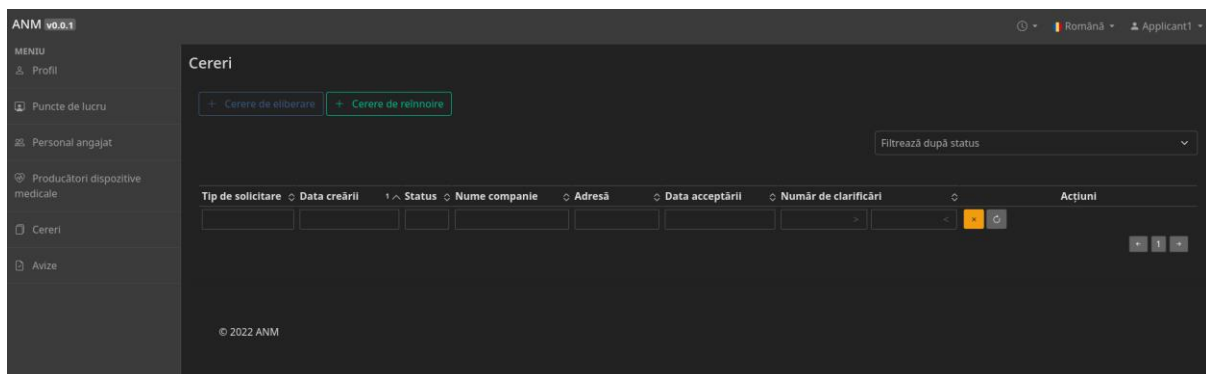 ANM v0.0.1
Română
Applicant1
MENIU
Profil
Puncte de lucru
Personal angajat
Producători dispozitive
medicale
Cereri
Avize
Cereri
+ Cerere de eliberare
+ Cerere de reînnoire
Filtrează după status
Tip de solicitare Data creării 1 Status Nume companie Adresă Data acceptării Număr de clarificări Acțiuni
> <
1
© 2022 ANM